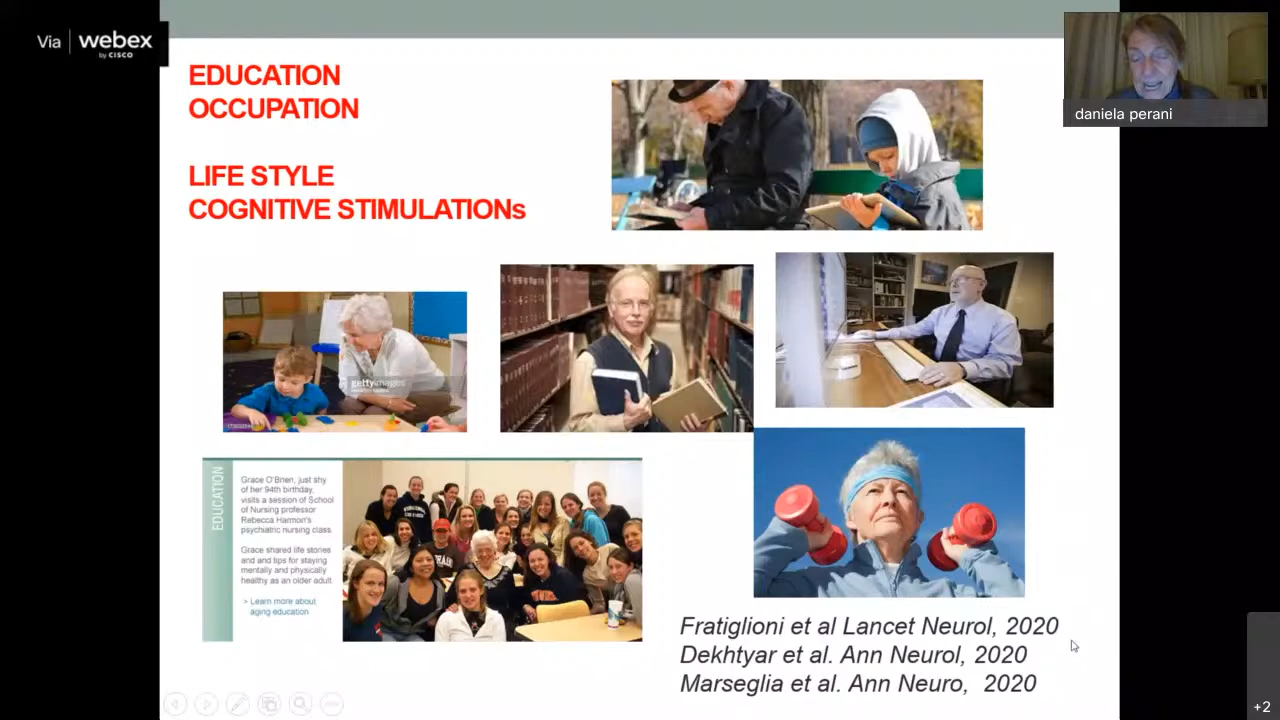 Via webex
by CISCO
EDUCATION
OCCUPATION
LIFE STYLE
COGNITIVE STIMULATIONs
daniela perani
gettyimages
EDUCATION
Grace O'Brien, just shy
of her 94th birthday,
visits a session of School
of Nursing professor
Rebecca Harmon's
psychiatric nursing class.
Grace shared life stories
and and tips for staying
mentally and physically
healthy as an older adult
> Learn more about
aging education
Fratiglioni et al Lancet Neurol, 2020
Dekhtyar et al. Ann Neurol, 2020
Marseglia et al. Ann Neuro, 2020
+2